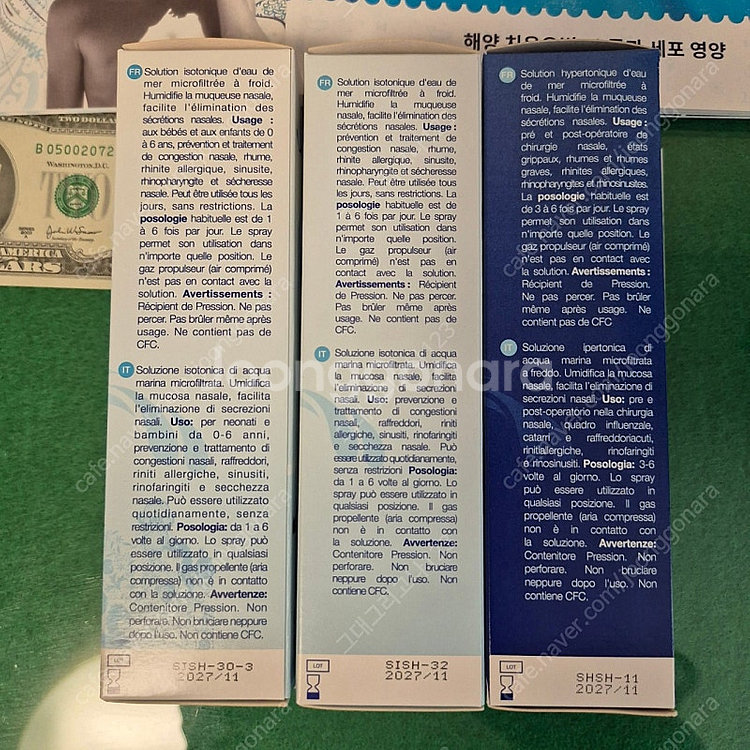 해양
세포 영양
TWO DOLLARS
B 05002072
WASHINGTON, D.C.
FR
Solution isotonique d'eau de
mer microfiltrée à froid.
Humidifie la muqueuse nasale,
facilite l'élimination des
sécrétions nasales. Usage :
aux bébés et aux enfants de 0
à 6 ans, prévention et traitement
de congestion nasale, rhume,
rhinite allergique, sinusite,
rhinopharyngite et sécheresse
nasale. Peut être utilisée tous les
jours, sans restrictions. La
posologie habituelle est de 1
à 6 fois par jour. Le spray
permet son utilisation dans
n'importe quelle position. Le
gaz propulseur (air comprimé)
n'est pas en contact avec la
solution. Avertissements :
Récipient de Pression. Ne pas
percer. Pas brûler même après
usage. Ne contient pas de
CFC.
IT
Soluzione isotonica di acqua
marina microfiltrata. Umidifica
la mucosa nasale, facilita
l'eliminazione di secrezioni
nasali. Uso: per neonati e
bambini da 0-6 anni,
prevenzione e trattamento di
congestioni nasali, raffreddori,
riniti allergiche, sinusiti,
rinofaringiti e secchezza
nasale. Può essere utilizzato
quotidianamente, senza
restrizioni. Posologia: da 1 a 6
volte al giorno. Lo spray può
essere utilizzato in qualsiasi
posizione. Il gas propellente (aria
compressa) non è in contatto
con la soluzione. Avvertenze:
Contenitore Pression. Non
perforare. Non bruciare neppure
dopo l'uso. Non contiene CFC.
LOT
SISH-30-3
2027/11
FR
Solution isotonique d'eau de
mer microfiltrée à froid.
Humidifie la muqueuse
nasale, facilite l'élimination des
sécrétions nasales. Usage :
prévention et traitement de
congestion nasale, rhume,
rhinite allergique, sinusite,
rhinopharyngite et sécheresse
nasale. Peut être utilisée tous
les jours, sans restrictions. La
posologie habituelle est de
1 à 6 fois par jour. Le spray
permet son utilisation dans
n'importe quelle position.
Le gaz propulseur (air
comprimé) n'est pas en
contact avec la solution.
Avertissements: Récipient
de Pression. Ne pas percer.
Pas brûler même après
usage. Ne contient pas de
CFC.
IT
Soluzione isotonica di acqua
marina microfiltrata. Umidifica
la mucosa nasale, facilita
l'eliminazione di secrezioni
nasali. Uso: prevenzione e
trattamento di congestioni
nasali, raffreddori, riniti
allergiche, sinusiti, rinofaringiti
e secchezza nasale. Può
essere utilizzato quotidianamente,
senza restrizioni Posologia:
da 1 a 6 volte al giorno. Lo
spray può essere utilizzato in
qualsiasi posizione. Il gas
propellente (aria compressa)
non è in contatto con
la soluzione. Avvertenze:
Contenitore Pression. Non
perforare. Non bruciare
neppure dopo l'uso. Non
contiene CFC.
LOT
SISH-32
2027/11
FR
Solution hypertonique d'eau
de mer microfiltrée à
froid. Humidifie la muqueuse
nasale, facilite l'élimination des
sécrétions nasales. Usage:
pré et post-opératoire de
chirurgie nasale, états
grippaux, rhumes et rhumes
graves, rhinites allergiques,
rhinopharyngites et rhinosinusites.
La posologie habituelle est
de 3 à 6 fois par jour. Le spray
permet son utilisation dans
n'importe quelle position. Le
gaz propulseur (air comprimé)
n'est pas en contact avec
la solution. Avertissements:
Récipient de Pression.
Ne pas percer. Pas brûler
même après usage. Ne
contient pas de CFC
IT
Soluzione ipertonica di
acqua marina microfiltrata
a freddo. Umidifica la mucosa
nasale, facilita l'eliminazione di
secrezioni nasali. Uso: pre e
post-operatorio nella chirurgia
nasale, quadro influenzale,
catarri e raffreddoriacuti,
rinitiallergiche, rinofaringiti
e rinosinusiti. Posologia: 3-6
volte al giorno. Lo spray
può essere utilizzato in
qualsiasi posizione. Il gas
propellente (aria compressa)
non è in contatto con
la soluzione. Avvertenze:
Contenitore Pression. Non
perforare. Non bruciare
neppure dopo l'uso. Non
contiene CFC.
LOT
SHSH-11
2027/11
joonggonara
cafe.naver.com/joonggonara